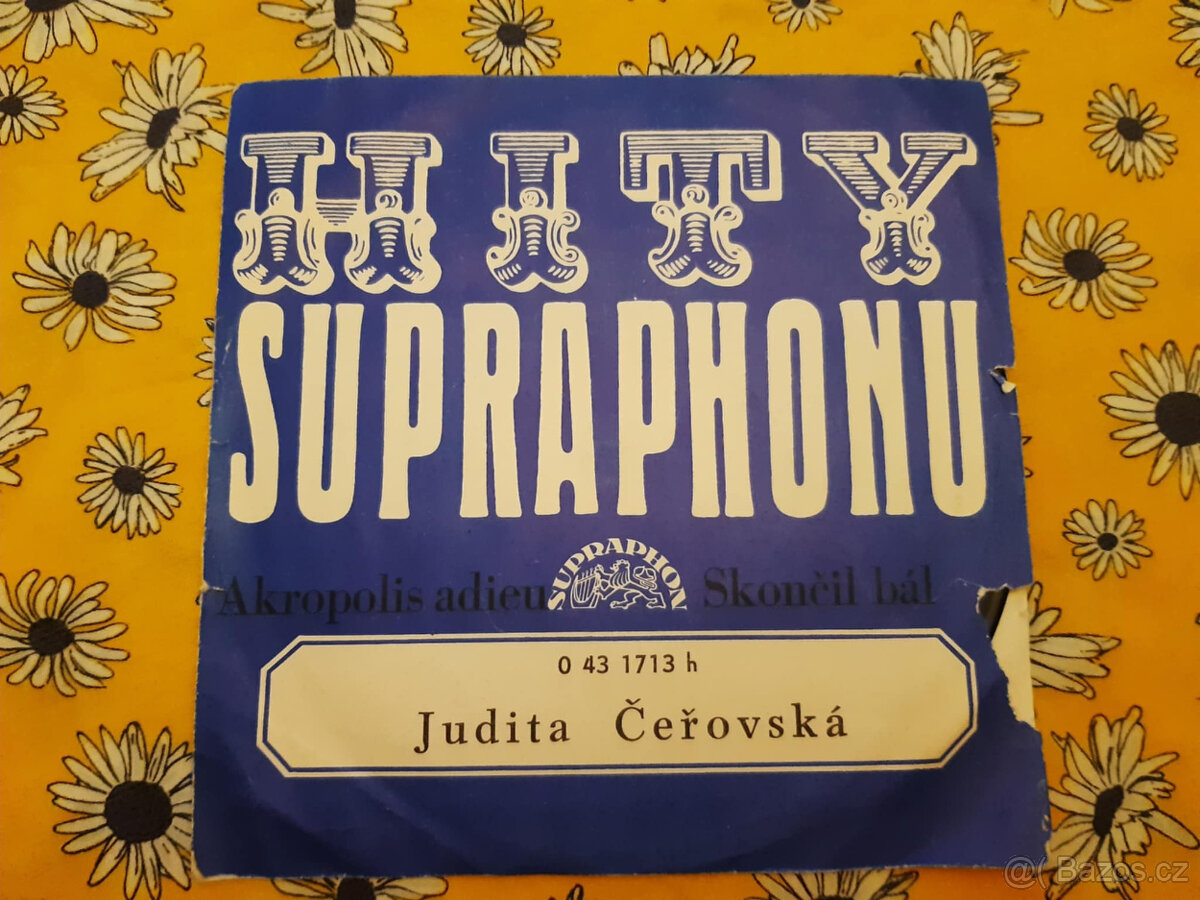 HITY
SUPRAPHONU
Akropolis adieu SUPRAPHON Skončil bál
0 43 1713 h
Judita Čeřovská
@( Bazos.cz